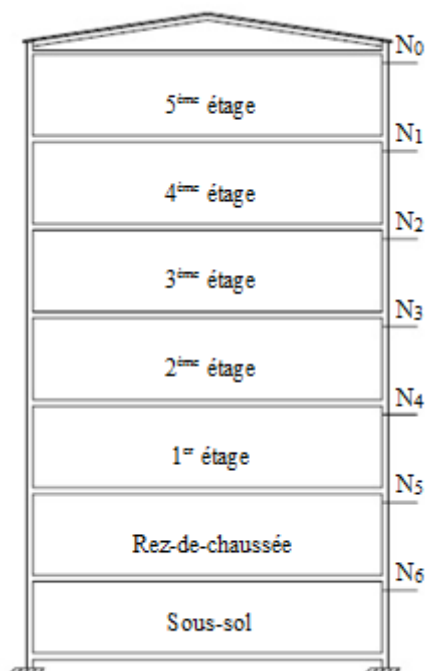 N0
5ème étage
N1
4ème étage
N2
3ème étage
N3
2ème étage
N4
1er étage
N5
Rez-de-chaussée
N6
Sous-sol